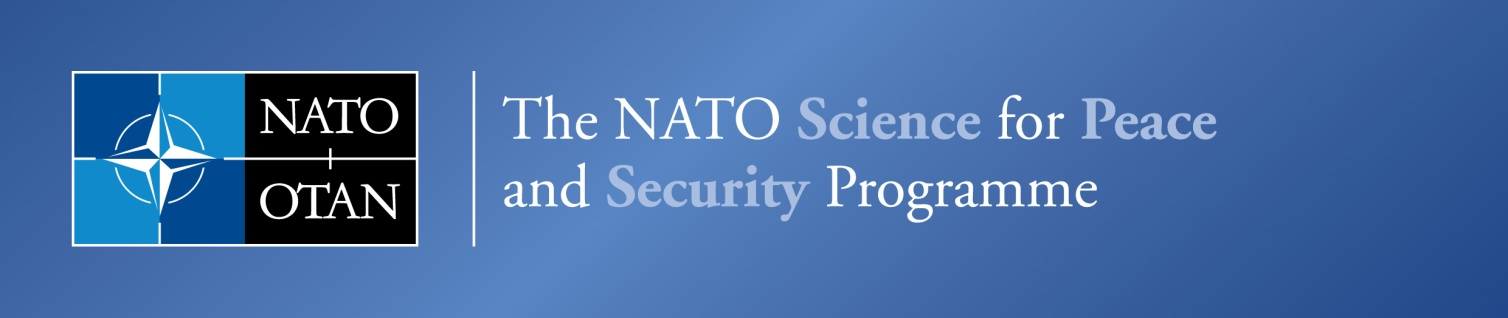 NATO
OTAN
The NATO Science for Peace
and Security Programme